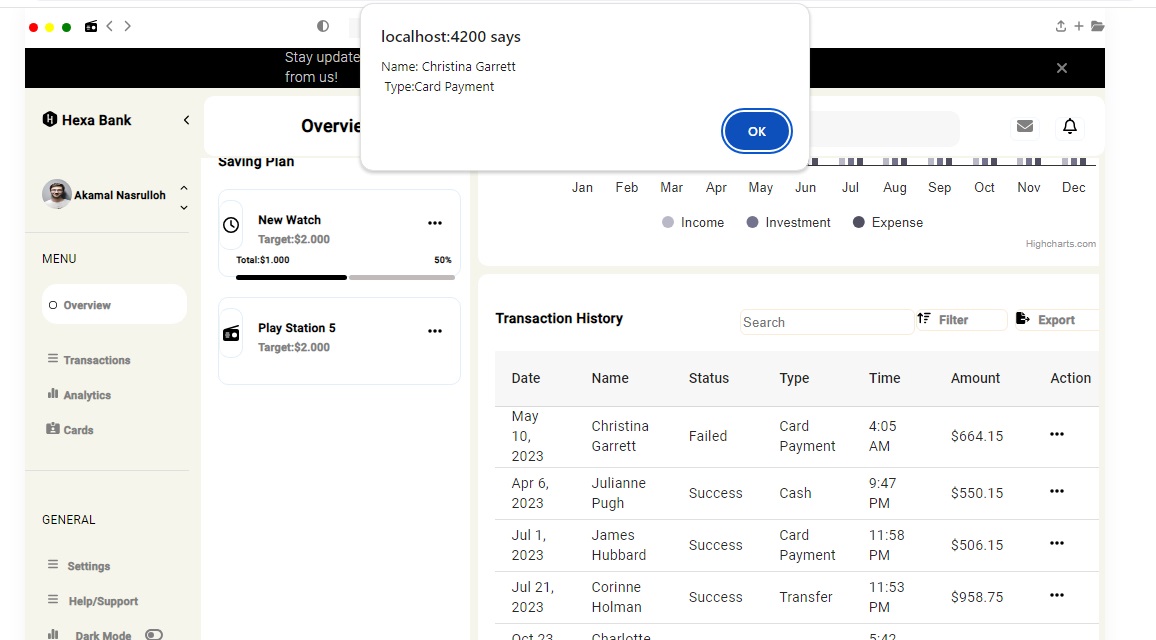 localhost:4200 says
Name: Christina Garrett
Type:Card Payment
OK
Stay update
from us!
Hexa Bank
Overvie
Akamal Nasrulloh
MENU
Overview
Transactions
Analytics
Cards
GENERAL
Settings
Help/Support
Dark Mode
Saving Plan
New Watch
Target:$2.000
Total:$1.000 50%
Play Station 5
Target:$2.000
Jan Feb Mar Apr May Jun Jul Aug Sep Oct Nov Dec
Income Investment Expense
Highcharts.com
Transaction History
Search
Filter
Export
Date Name Status Type Time Amount Action
May
10,
2023
Christina
Garrett
Failed
Card
Payment
4:05
AM
$664.15
Apr 6,
2023
Julianne
Pugh
Success
Cash
9:47
PM
$550.15
Jul 1,
2023
James
Hubbard
Success
Card
Payment
11:58
PM
$506.15
Jul 21,
2023
Corinne
Holman
Success
Transfer
11:53
PM
$958.75
Oct 23
Charlotte
5:42